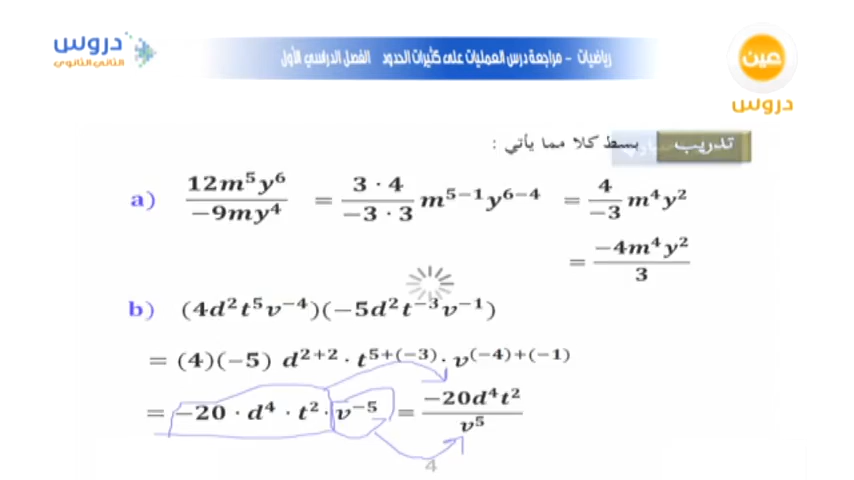 دروس
الثاني الثانوي
رياضيات - مراجعة درس العمليات على كثيرات الحدود الفصل الدراسي الأول
عين
دروس
تدريب
بسط كلا مما يأتي :
a) 12m⁵y⁶/−9my⁴ = 3 · 4/−3 · 3 m⁵⁻¹y⁶⁻⁴ = 4/−3 m⁴y²
= −4m⁴y²/3
b) (4d²t⁵v⁻⁴)(−5d²t⁻³v⁻¹)
= (4)(−5) d²⁺² · t⁵⁺⁽⁻³⁾ · v⁽⁻⁴⁾⁺⁽⁻¹⁾
= −20 · d⁴ · t² · v⁻⁵ = −20d⁴t²/v⁵
4